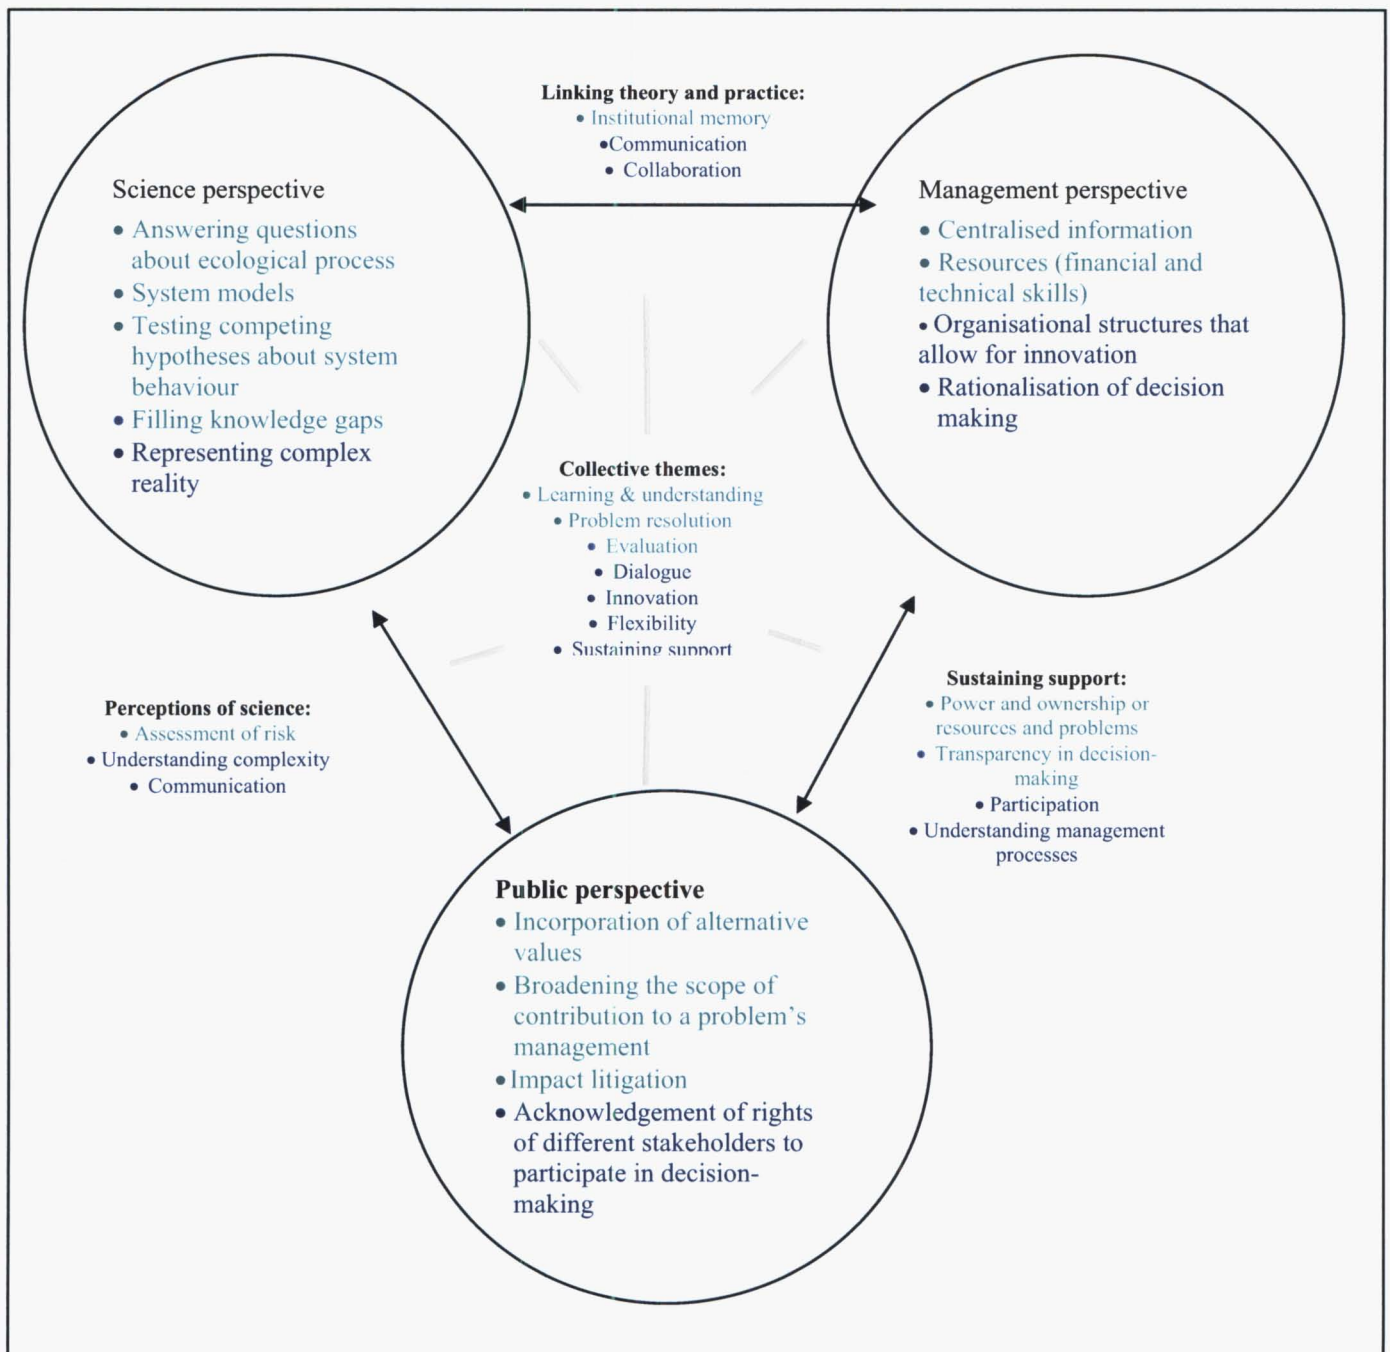 Linking theory and practice:
• Institutional memory
•Communication
• Collaboration
Science perspective
• Answering questions
about ecological process
• System models
• Testing competing
hypotheses about system
behaviour
• Filling knowledge gaps
• Representing complex
reality
Management perspective
• Centralised information
• Resources (financial and
technical skills)
• Organisational structures that
allow for innovation
• Rationalisation of decision
making
Collective themes:
• Learning & understanding
• Problem resolution
• Evaluation
• Dialogue
• Innovation
• Flexibility
• Sustaining support
Perceptions of science:
• Assessment of risk
• Understanding complexity
• Communication
Sustaining support:
• Power and ownership or
resources and problems
• Transparency in decision-
making
• Participation
• Understanding management
processes
Public perspective
• Incorporation of alternative
values
• Broadening the scope of
contribution to a problem's
management
• Impact litigation
• Acknowledgement of rights
of different stakeholders to
participate in decision-
making